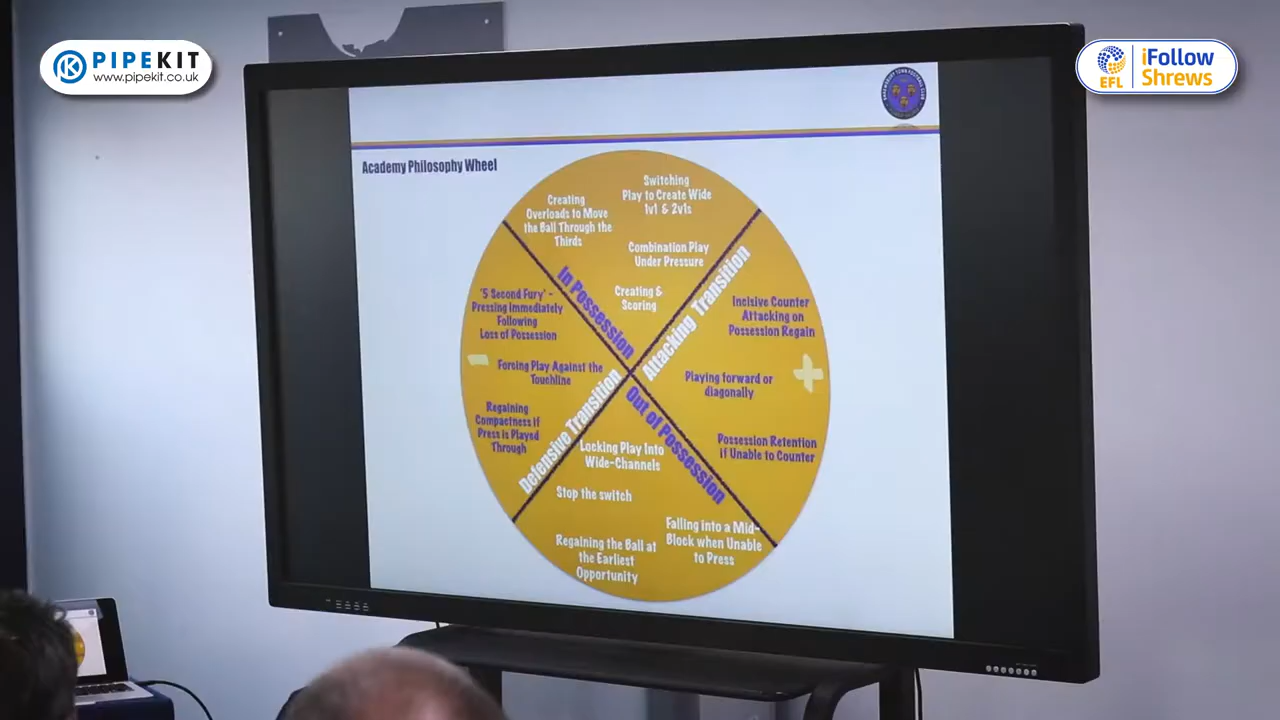 PIPEKIT
www.pipekit.co.uk
EFL
iFollow
Shrews
Academy Philosophy Wheel
Creating
Overloads to Move
the Ball Through the
Thirds
Switching
Play to Create Wide
1v1 & 2v1s
Combination Play
Under Pressure
Creating &
Scoring
In Possession
Attacking Transition
Incisive Counter
Attacking on
Possession Regain
Playing forward or
diagonally
Possession Retention
if Unable to Counter
'5 Second Fury' -
Pressing Immediately
Following
Loss of Possession
Forcing Play Against the
Touchline
Regaining
Compactness if
Press is Played
Through
Defensive Transition
Out of Possession
Locking Play Into
Wide-Channels
Stop the switch
Regaining the Ball at
the Earliest
Opportunity
Falling into a Mid-
Block when Unable
to Press